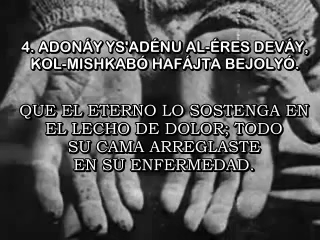 4. ADONÁY YS'ADÉNU AL-ÉRES DEVÁY,
KOL-MISHKABÓ HAFÁJTA BEJOLYÓ.
QUE EL ETERNO LO SOSTENGA EN
EL LECHO DE DOLOR; TODO
SU CAMA ARREGLASTE
EN SU ENFERMEDAD.